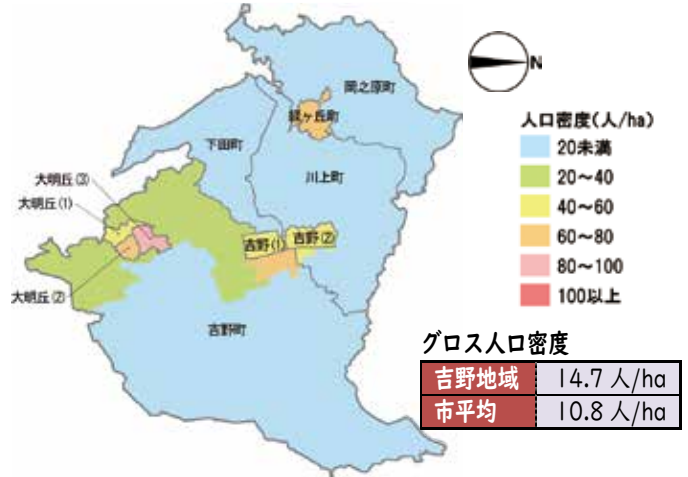 岡之原町
緑ヶ丘町
下田町
川上町
大明丘(3)
大明丘(1)
吉野(1)
吉野(2)
大明丘(2)
吉野町
N
人口密度(人/ha)
20未満
20～40
40～60
60～80
80～100
100以上
グロス人口密度
吉野地域 14.7人/ha
市平均 10.8人/ha